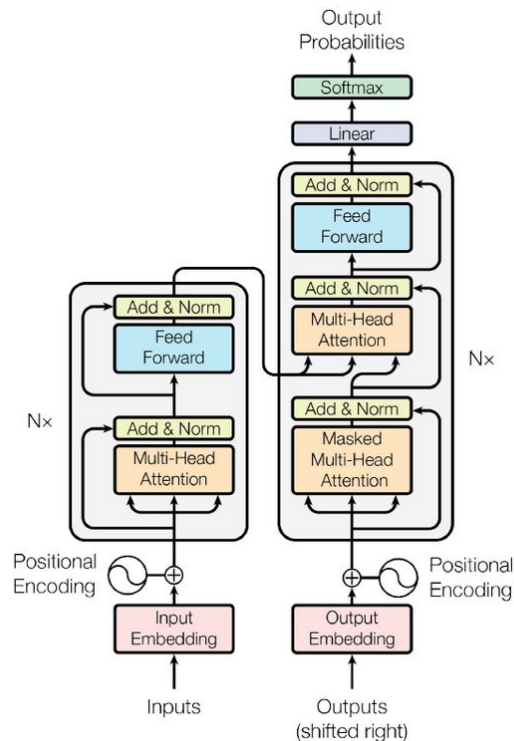 Output
Probabilities
Softmax
Linear
Add & Norm
Feed
Forward
Add & Norm
Multi-Head
Attention
Add & Norm
Masked
Multi-Head
Attention
Nx
Positional
Encoding
Output
Embedding
Outputs
(shifted right)
Add & Norm
Feed
Forward
Add & Norm
Multi-Head
Attention
Nx
Positional
Encoding
Input
Embedding
Inputs